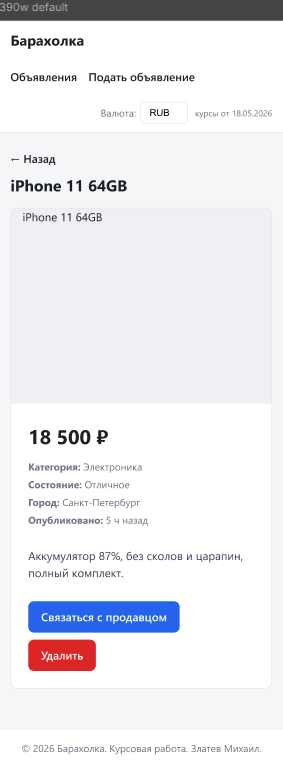 390w default
Барахолка
Объявления Подать объявление
Валюта: RUB курсы от 18.05.2026
← Назад
iPhone 11 64GB
iPhone 11 64GB
18 500 ₽
Категория: Электроника
Состояние: Отличное
Город: Санкт-Петербург
Опубликовано: 5 ч назад
Аккумулятор 87%, без сколов и царапин,
полный комплект.
Связаться с продавцом
Удалить
© 2026 Барахолка. Курсовая работа. Златев Михаил.